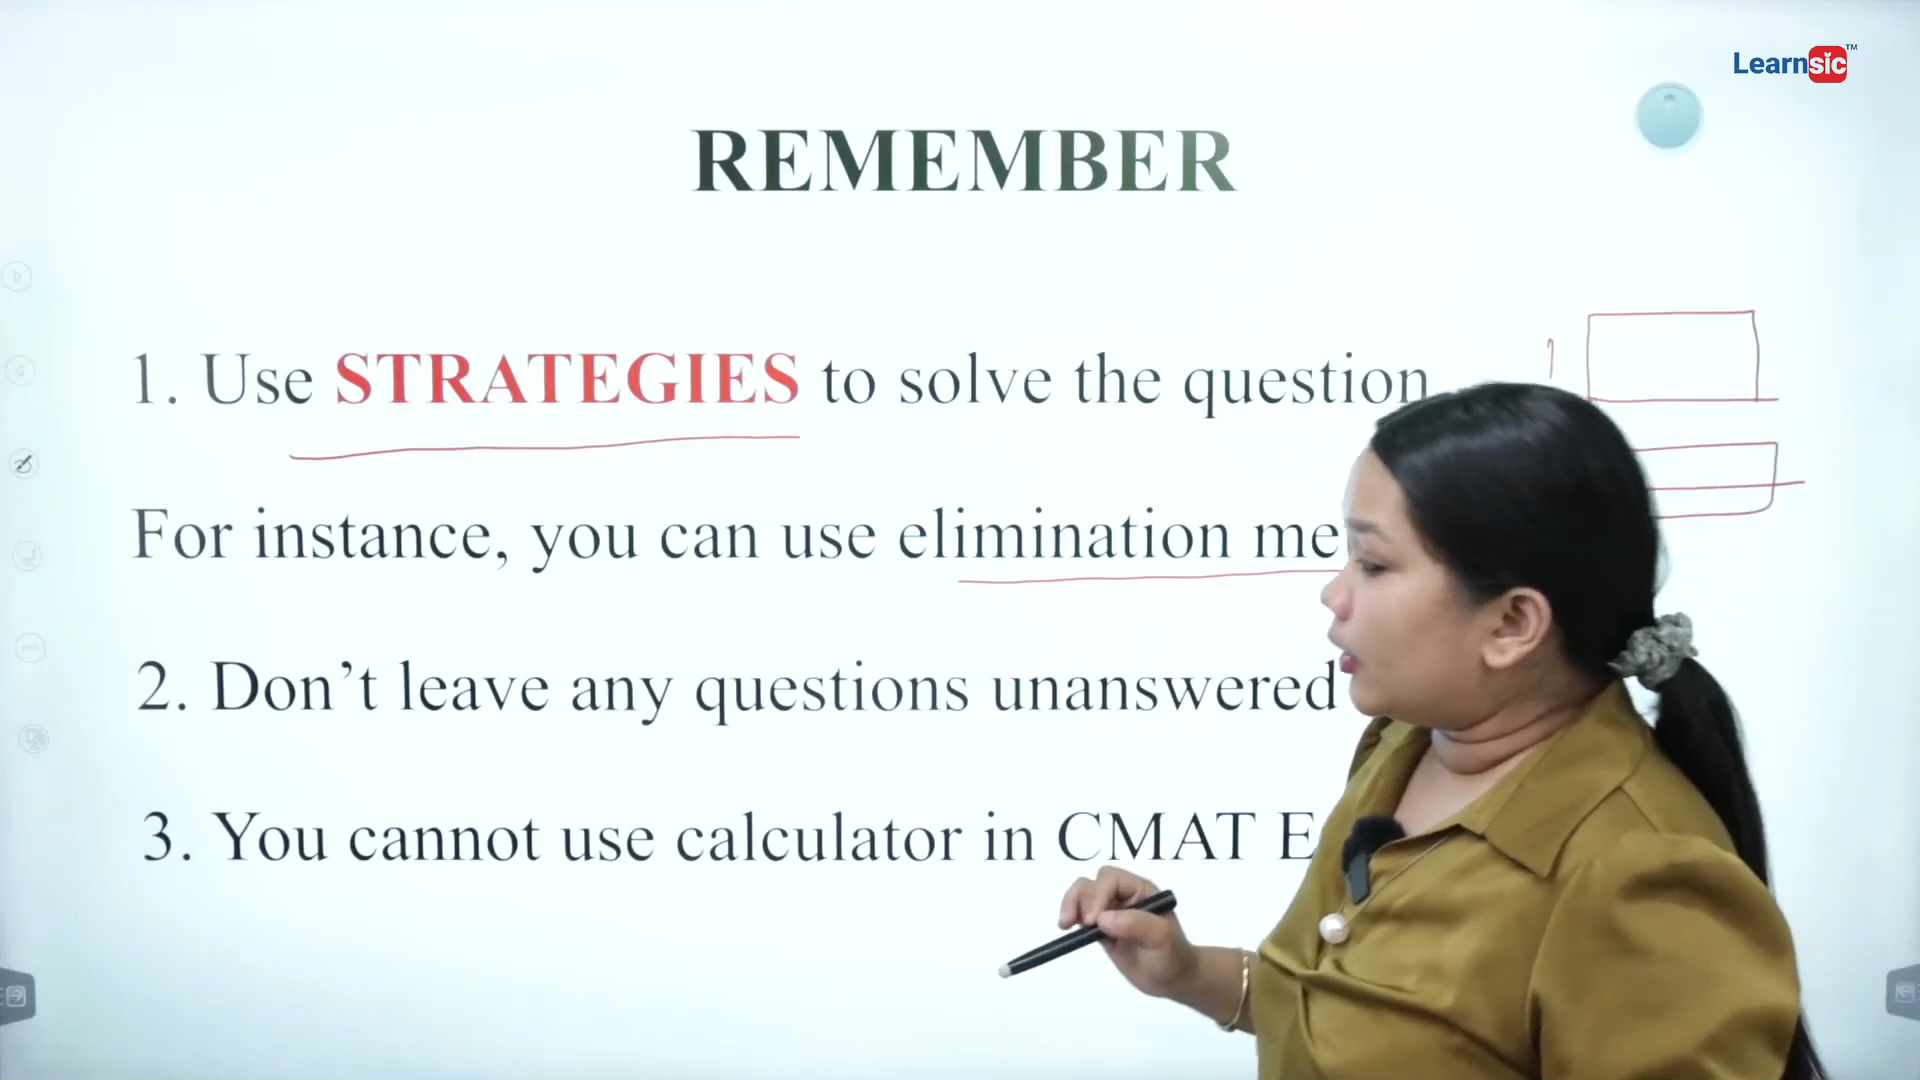 Learnsic™
REMEMBER
1. Use STRATEGIES to solve the question
1
For instance, you can use elimination me
2. Don’t leave any questions unanswered
3. You cannot use calculator in CMAT E